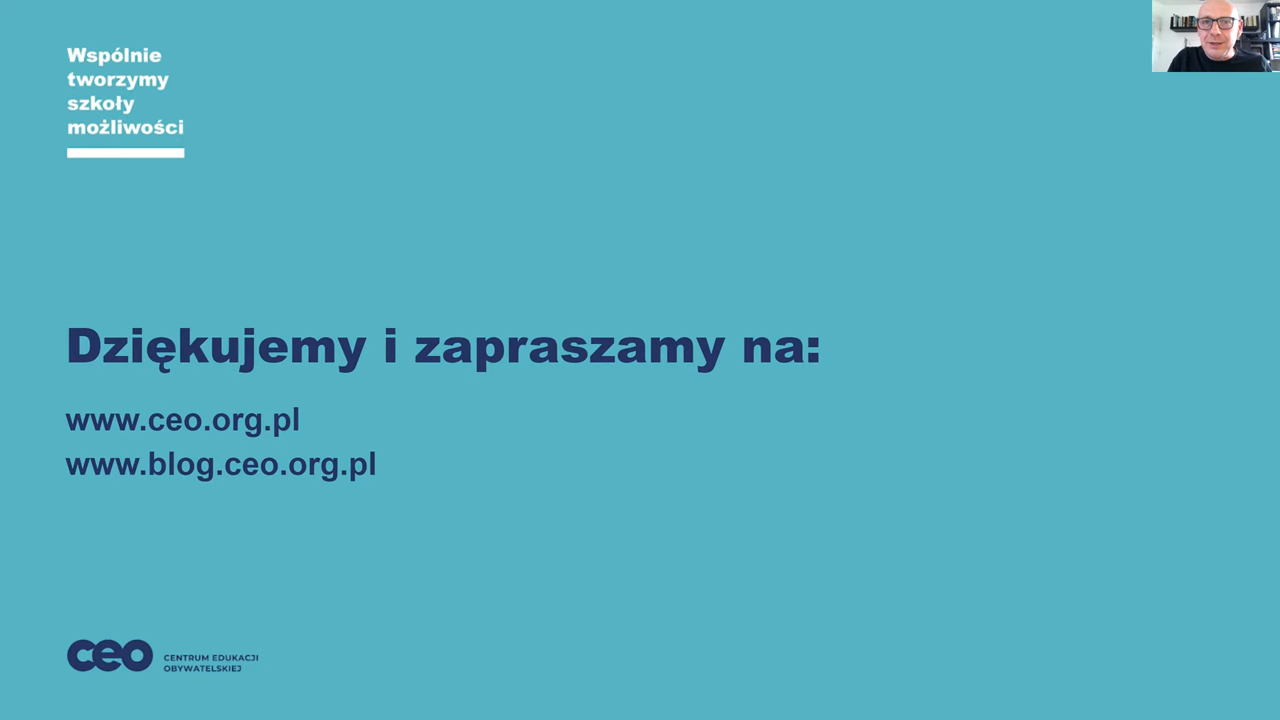 Wspólnie
tworzymy
szkoły
możliwości
Dziękujemy i zapraszamy na:
www.ceo.org.pl
www.blog.ceo.org.pl
ceo CENTRUM EDUKACJI
OBYWATELSKIEJ